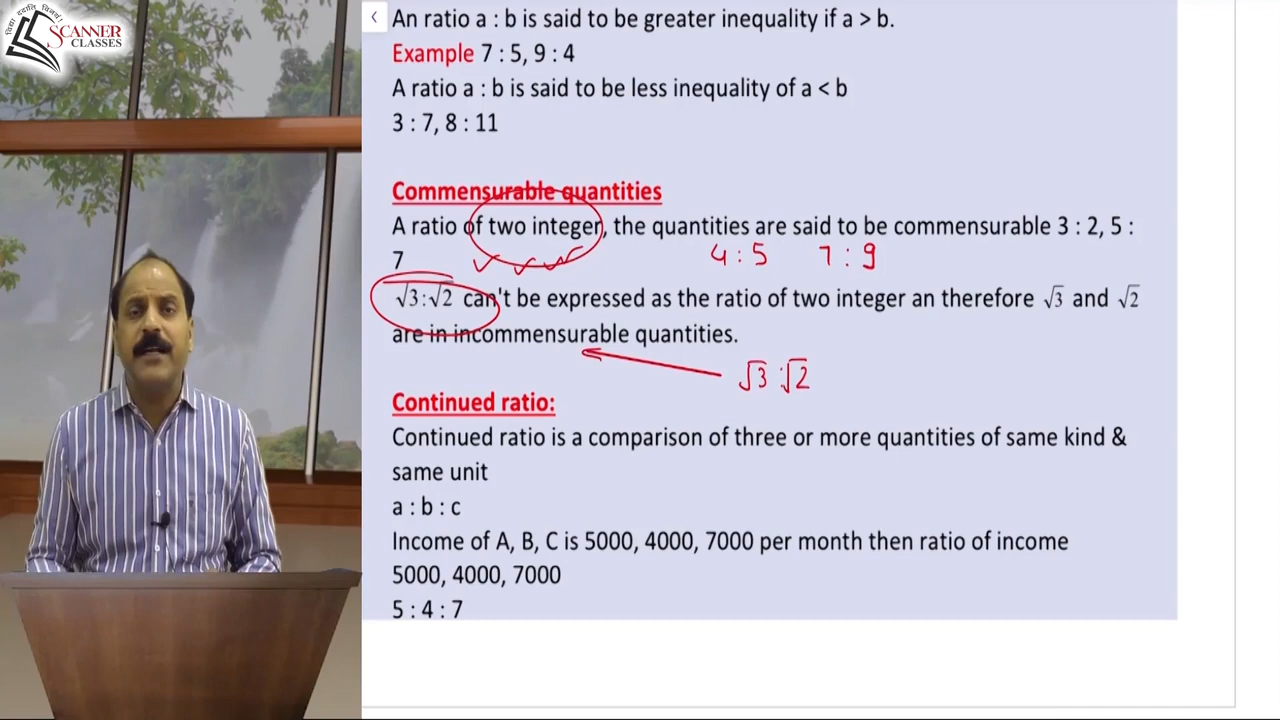 SCANNER
CLASSES
An ratio a : b is said to be greater inequality if a > b.
Example 7 : 5, 9 : 4
A ratio a : b is said to be less inequality of a < b
3 : 7, 8 : 11
Commensurable quantities
A ratio of two integer, the quantities are said to be commensurable 3 : 2, 5 :
7
4 : 5 7 : 9
√3:√2 can't be expressed as the ratio of two integer an therefore √3 and √2
are in incommensurable quantities.
√3 : √2
Continued ratio:
Continued ratio is a comparison of three or more quantities of same kind &
same unit
a : b : c
Income of A, B, C is 5000, 4000, 7000 per month then ratio of income
5000, 4000, 7000
5 : 4 : 7